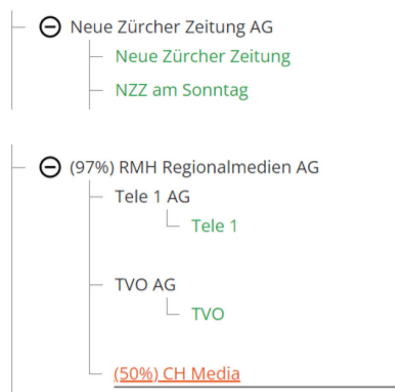 Neue Zürcher Zeitung AG
Neue Zürcher Zeitung
NZZ am Sonntag
(97%) RMH Regionalmedien AG
Tele 1 AG
Tele 1
TVO AG
TVO
(50%) CH Media